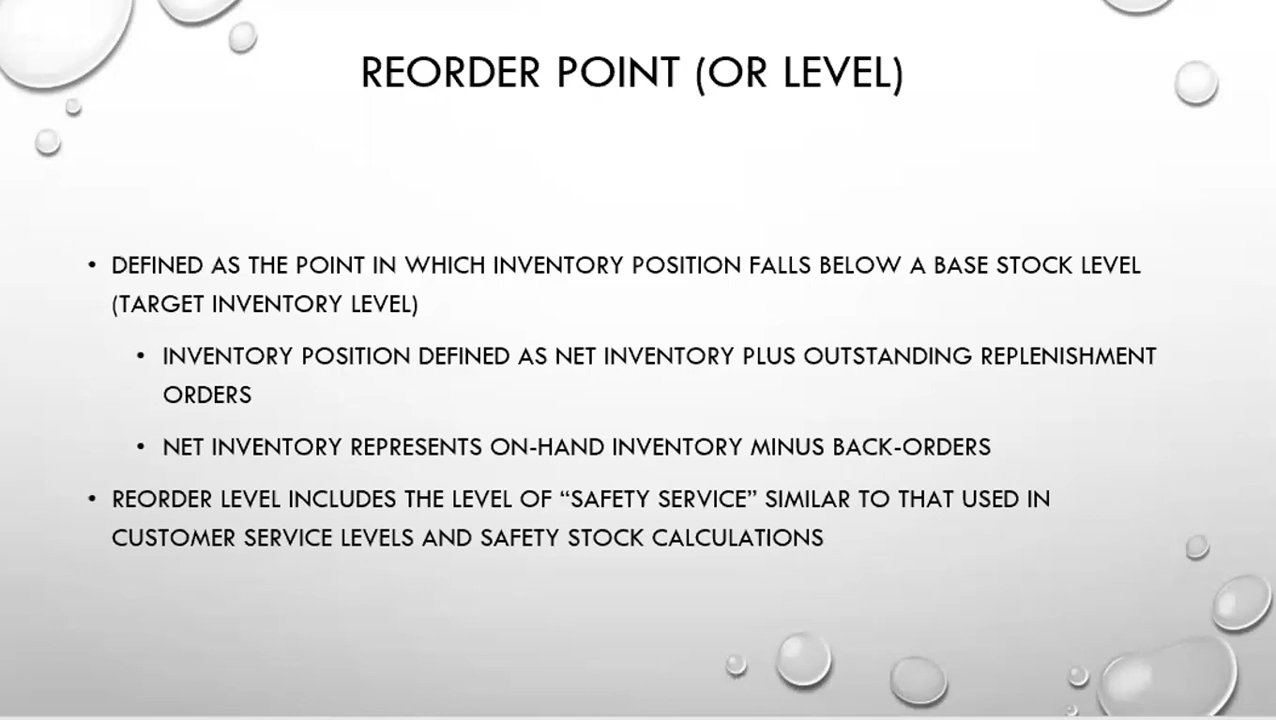 REORDER POINT (OR LEVEL)
• DEFINED AS THE POINT IN WHICH INVENTORY POSITION FALLS BELOW A BASE STOCK LEVEL
(TARGET INVENTORY LEVEL)
• INVENTORY POSITION DEFINED AS NET INVENTORY PLUS OUTSTANDING REPLENISHMENT
ORDERS
• NET INVENTORY REPRESENTS ON-HAND INVENTORY MINUS BACK-ORDERS
• REORDER LEVEL INCLUDES THE LEVEL OF “SAFETY SERVICE” SIMILAR TO THAT USED IN
CUSTOMER SERVICE LEVELS AND SAFETY STOCK CALCULATIONS